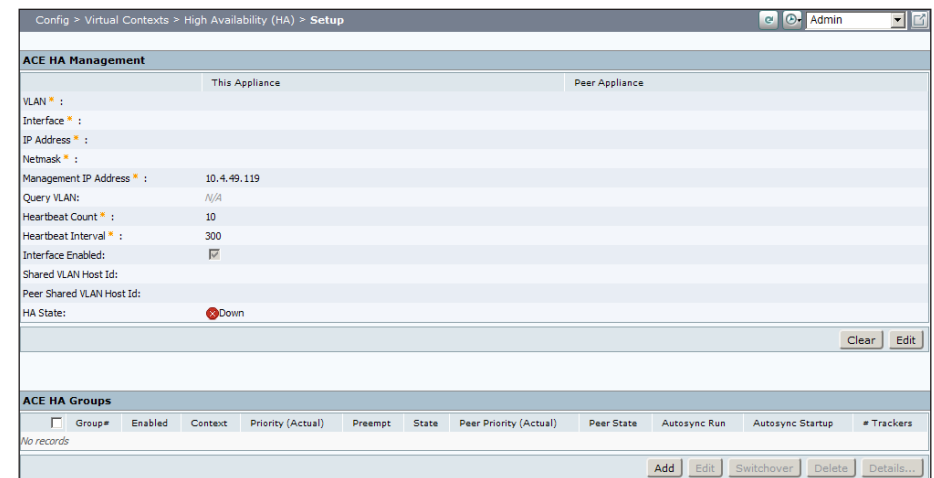 Config > Virtual Contexts > High Availability (HA) > Setup Admin
ACE HA Management
This Appliance Peer Appliance
VLAN * :
Interface * :
IP Address * :
Netmask * :
Management IP Address * : 10.4.49.119
Query VLAN: N/A
Heartbeat Count * : 10
Heartbeat Interval * : 300
Interface Enabled:
Shared VLAN Host Id:
Peer Shared VLAN Host Id:
HA State: Down
Clear Edit
ACE HA Groups
Group# Enabled Context Priority (Actual) Preempt State Peer Priority (Actual) Peer State Autosync Run Autosync Startup # Trackers
No records
Add Edit Switchover Delete Details...